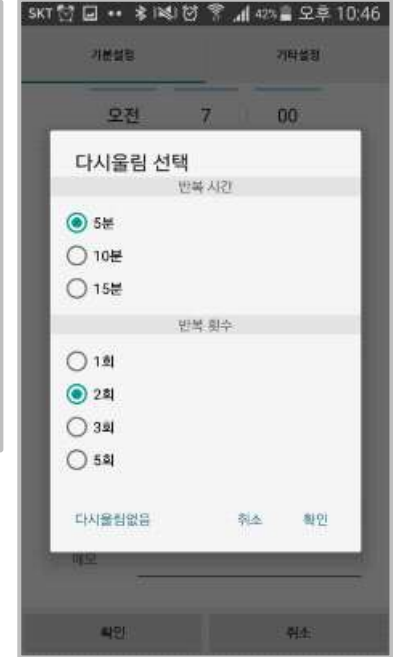 SKT 42% 오후 10:46
기본설정 기타설정
오전 7 00
다시울림 선택
반복 시간
5분
10분
15분
반복 횟수
1회
2회
3회
5회
다시울림없음 취소 확인
메모
확인 취소